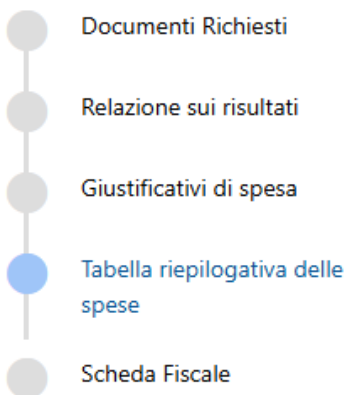 Documenti Richiesti
Relazione sui risultati
Giustificativi di spesa
Tabella riepilogativa delle
spese
Scheda Fiscale